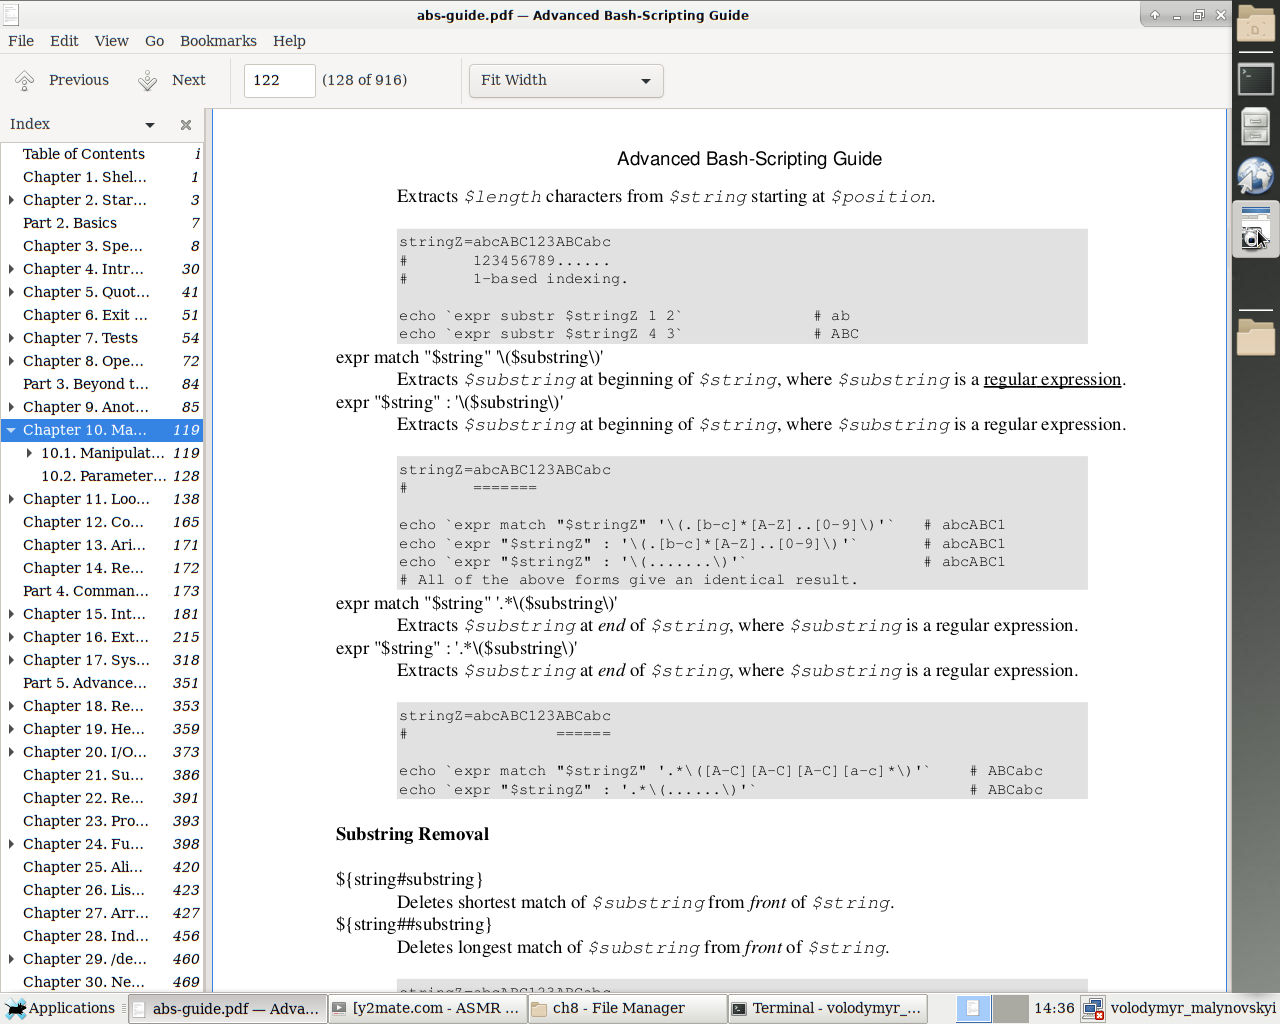 abs-guide.pdf — Advanced Bash-Scripting Guide
File Edit View Go Bookmarks Help
Previous Next 122 (128 of 916) Fit Width
Index
Table of Contents i
Chapter 1. Shel... 1
Chapter 2. Star... 3
Part 2. Basics 7
Chapter 3. Spe... 8
Chapter 4. Intr... 30
Chapter 5. Quot... 41
Chapter 6. Exit ... 51
Chapter 7. Tests 54
Chapter 8. Ope... 72
Part 3. Beyond t... 84
Chapter 9. Anot... 85
Chapter 10. Ma... 119
10.1. Manipulat... 119
10.2. Parameter... 128
Chapter 11. Loo... 138
Chapter 12. Co... 165
Chapter 13. Ari... 171
Chapter 14. Re... 172
Part 4. Comman... 173
Chapter 15. Int... 181
Chapter 16. Ext... 215
Chapter 17. Sys... 318
Part 5. Advance... 351
Chapter 18. Re... 353
Chapter 19. He... 359
Chapter 20. I/O... 373
Chapter 21. Su... 386
Chapter 22. Re... 391
Chapter 23. Pro... 393
Chapter 24. Fu... 398
Chapter 25. Ali... 420
Chapter 26. Lis... 423
Chapter 27. Arr... 427
Chapter 28. Ind... 456
Chapter 29. /de... 460
Chapter 30. Ne... 469
Advanced Bash-Scripting Guide
Extracts $length characters from $string starting at $position.
stringZ=abcABC123ABCabc
#       123456789......
#       1-based indexing.
echo `expr substr $stringZ 1 2`              # ab
echo `expr substr $stringZ 4 3`              # ABC
expr match "$string" '\($substring\)'
Extracts $substring at beginning of $string, where $substring is a regular expression.
expr "$string" : '\($substring\)'
Extracts $substring at beginning of $string, where $substring is a regular expression.
stringZ=abcABC123ABCabc
#       =======
echo `expr match "$stringZ" '\(.[b-c]*[A-Z]..[0-9]\)'`   # abcABC1
echo `expr "$stringZ" : '\(.[b-c]*[A-Z]..[0-9]\)'`       # abcABC1
echo `expr "$stringZ" : '\(.......\)'`                   # abcABC1
# All of the above forms give an identical result.
expr match "$string" '.*\($substring\)'
Extracts $substring at end of $string, where $substring is a regular expression.
expr "$string" : '.*\($substring\)'
Extracts $substring at end of $string, where $substring is a regular expression.
stringZ=abcABC123ABCabc
#                ======
echo `expr match "$stringZ" '.*\([A-C][A-C][A-C][a-c]*\)'`    # ABCabc
echo `expr "$stringZ" : '.*\(......\)'`                       # ABCabc
Substring Removal
${string#substring}
Deletes shortest match of $substring from front of $string.
${string##substring}
Deletes longest match of $substring from front of $string.
stringZ=abcABC123ABCabc
Applications abs-guide.pdf — Adva... [y2mate.com - ASMR ... ch8 - File Manager Terminal - volodymyr_... 14:36 volodymyr_malynovskyi